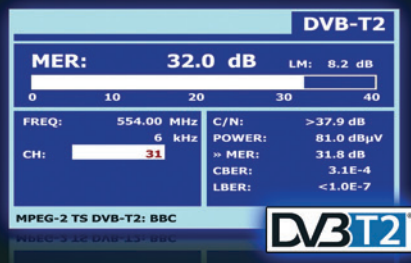 DVB-T2
MER: 32.0 dB LM: 8.2 dB
0 10 20 30 40
FREQ: 554.00 MHz
6 kHz
CH: 31
C/N: >37.9 dB
POWER: 81.0 dBµV
» MER: 31.8 dB
CBER: 3.1E-4
LBER: <1.0E-7
MPEG-2 TS DVB-T2: BBC
DVB T2